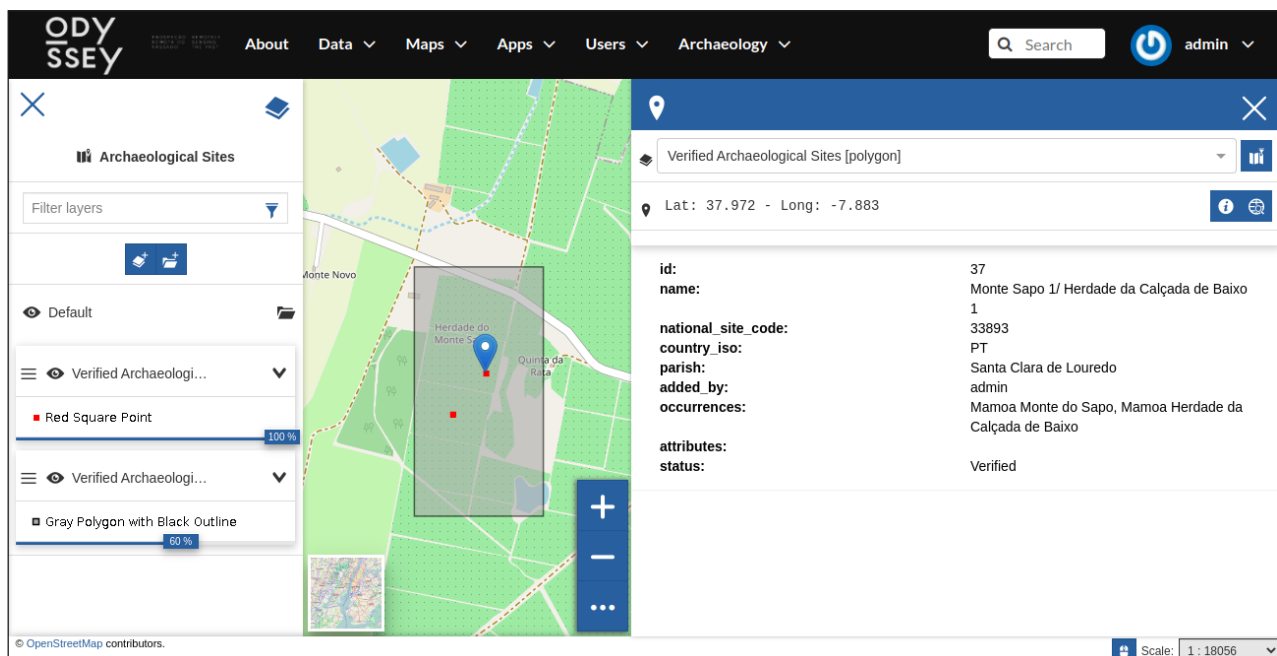 ODY
SSEY
About
Data
Maps
Apps
Users
Archaeology
Search
admin
Archaeological Sites
Filter layers
Default
Verified Archaeologi...
Red Square Point
100 %
Verified Archaeologi...
Gray Polygon with Black Outline
60 %
Monte Novo
Herdade do
Quinta da
Rata
Verified Archaeological Sites [polygon]
Lat: 37.972 - Long: -7.883
id: 37
name: Monte Sapo 1/ Herdade da Calçada de Baixo
1
national_site_code: 33893
country_iso: PT
parish: Santa Clara de Louredo
added_by: admin
occurrences: Mamoa Monte do Sapo, Mamoa Herdade da
Calçada de Baixo
attributes:
status: Verified
© OpenStreetMap contributors.
Scale: 1 : 18056